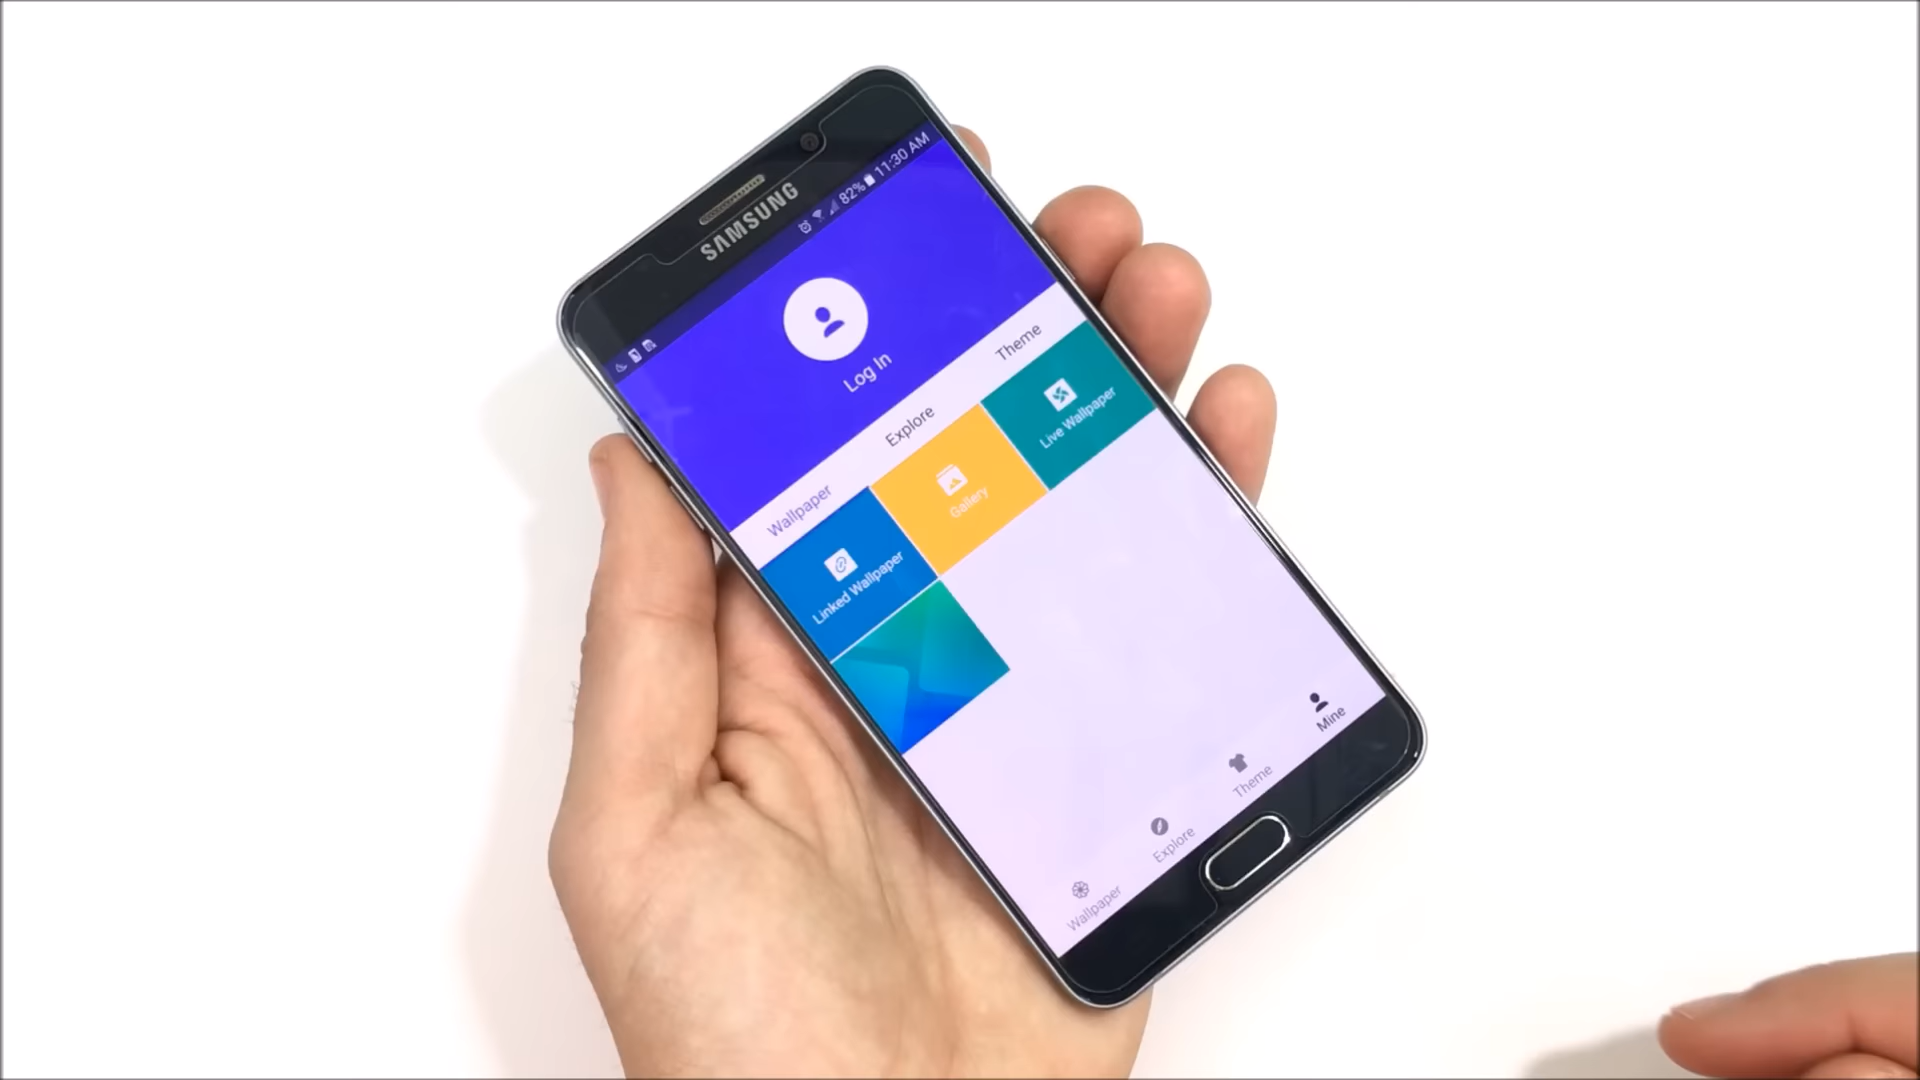 SAMSUNG
82% 11:30 AM
Log In
Wallpaper Explore Theme
Linked Wallpaper
Gallery
Live Wallpaper
Wallpaper
Explore
Theme
Mine